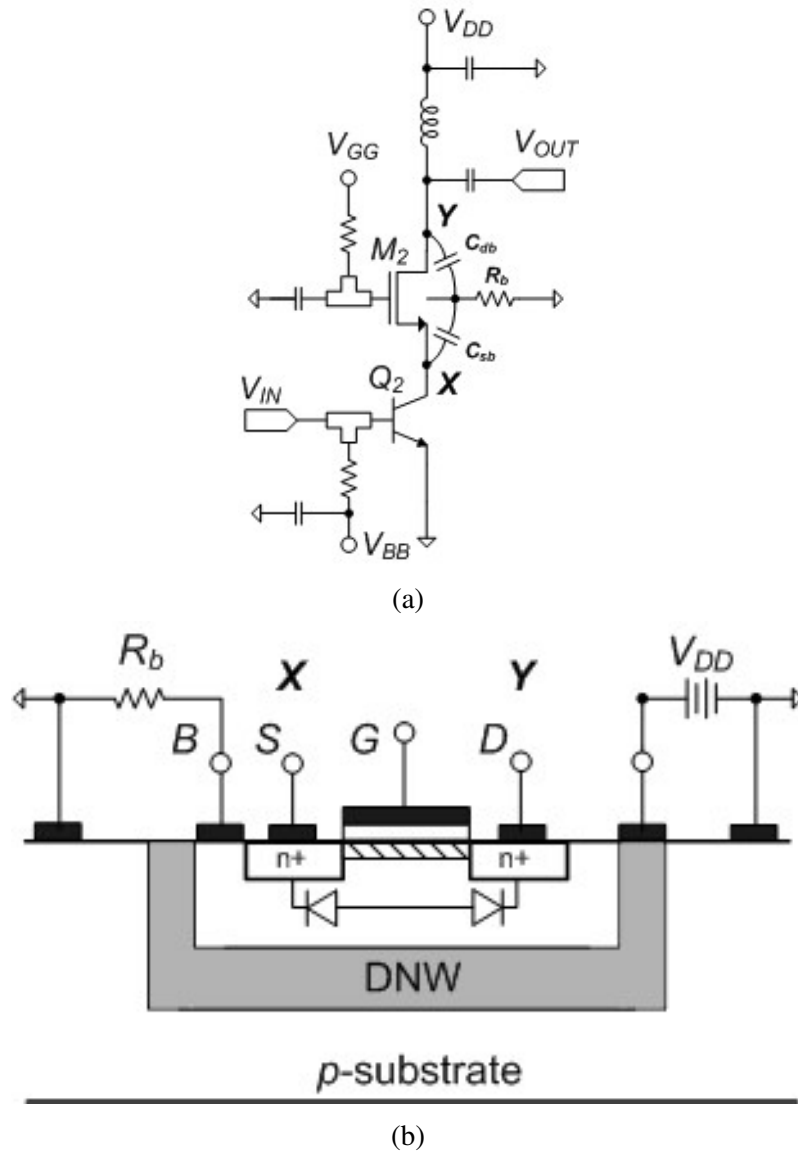 V_DD
V_GG
V_OUT
Y
C_db
M_2
R_b
C_sb
X
Q_2
V_IN
V_BB
(a)
R_b X Y V_DD
B S G D
n+ n+
DNW
p-substrate
(b)